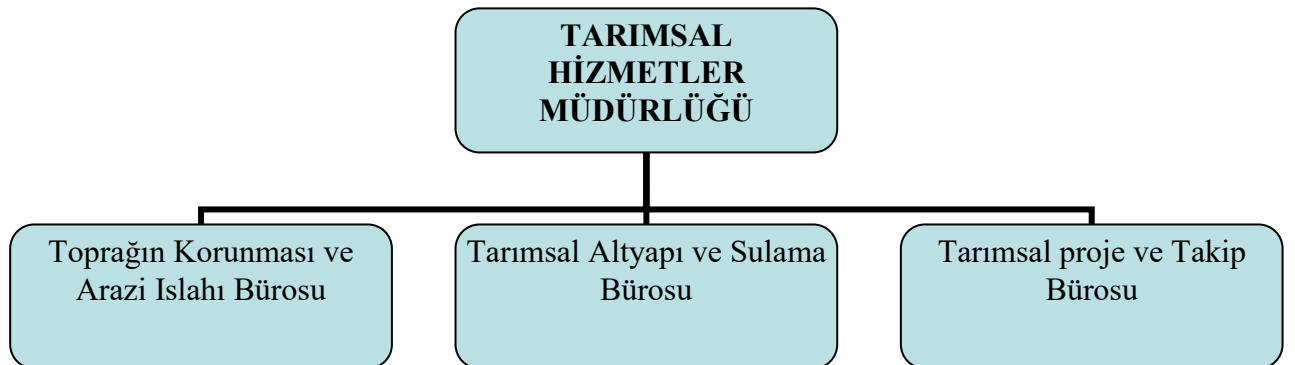 TARIMSAL
HİZMETLER
MÜDÜRLÜĞÜ
Toprağın Korunması ve
Arazi Islahı Bürosu
Tarımsal Altyapı ve Sulama
Bürosu
Tarımsal proje ve Takip
Bürosu